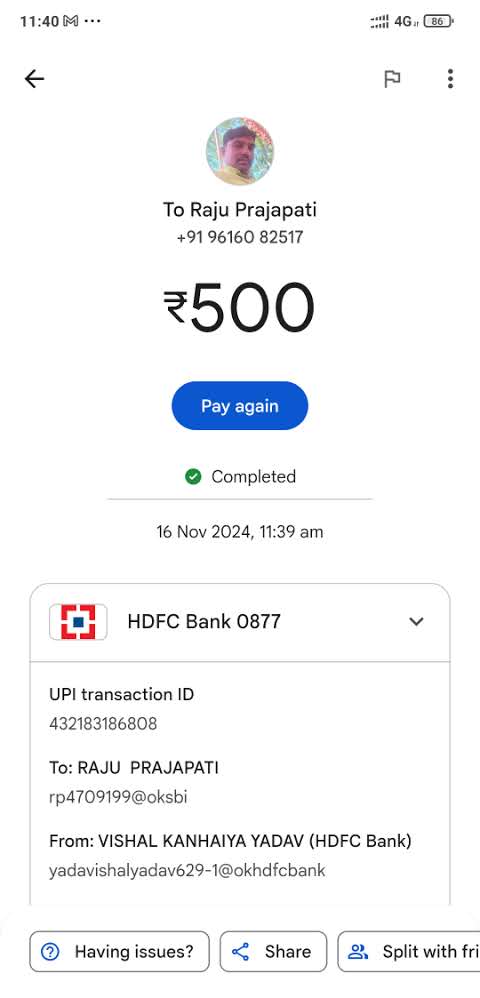 11:40
4G
86
To Raju Prajapati
+91 96160 82517
₹500
Pay again
Completed
16 Nov 2024, 11:39 am
HDFC Bank 0877
UPI transaction ID
432183186808
To: RAJU  PRAJAPATI
rp4709199@oksbi
From: VISHAL KANHAIYA YADAV (HDFC Bank)
yadavishalyadav629-1@okhdfcbank
Having issues?
Share
Split with fri